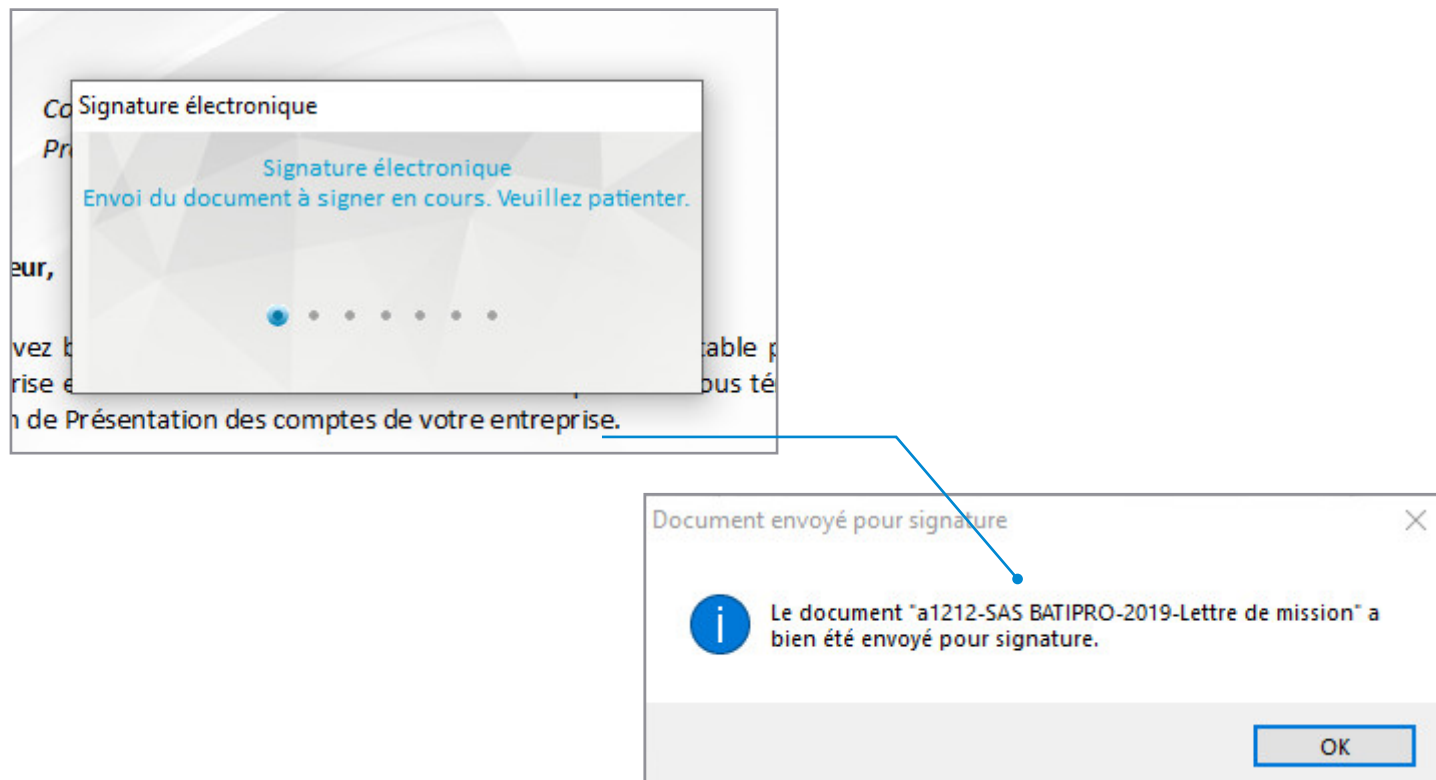 Co
Pr
Signature électronique
Signature électronique
Envoi du document à signer en cours. Veuillez patienter.
eur,
vez b table p
rise e ous té
n de Présentation des comptes de votre entreprise.
Document envoyé pour signature
Le document "a1212-SAS BATIPRO-2019-Lettre de mission" a
bien été envoyé pour signature.
OK